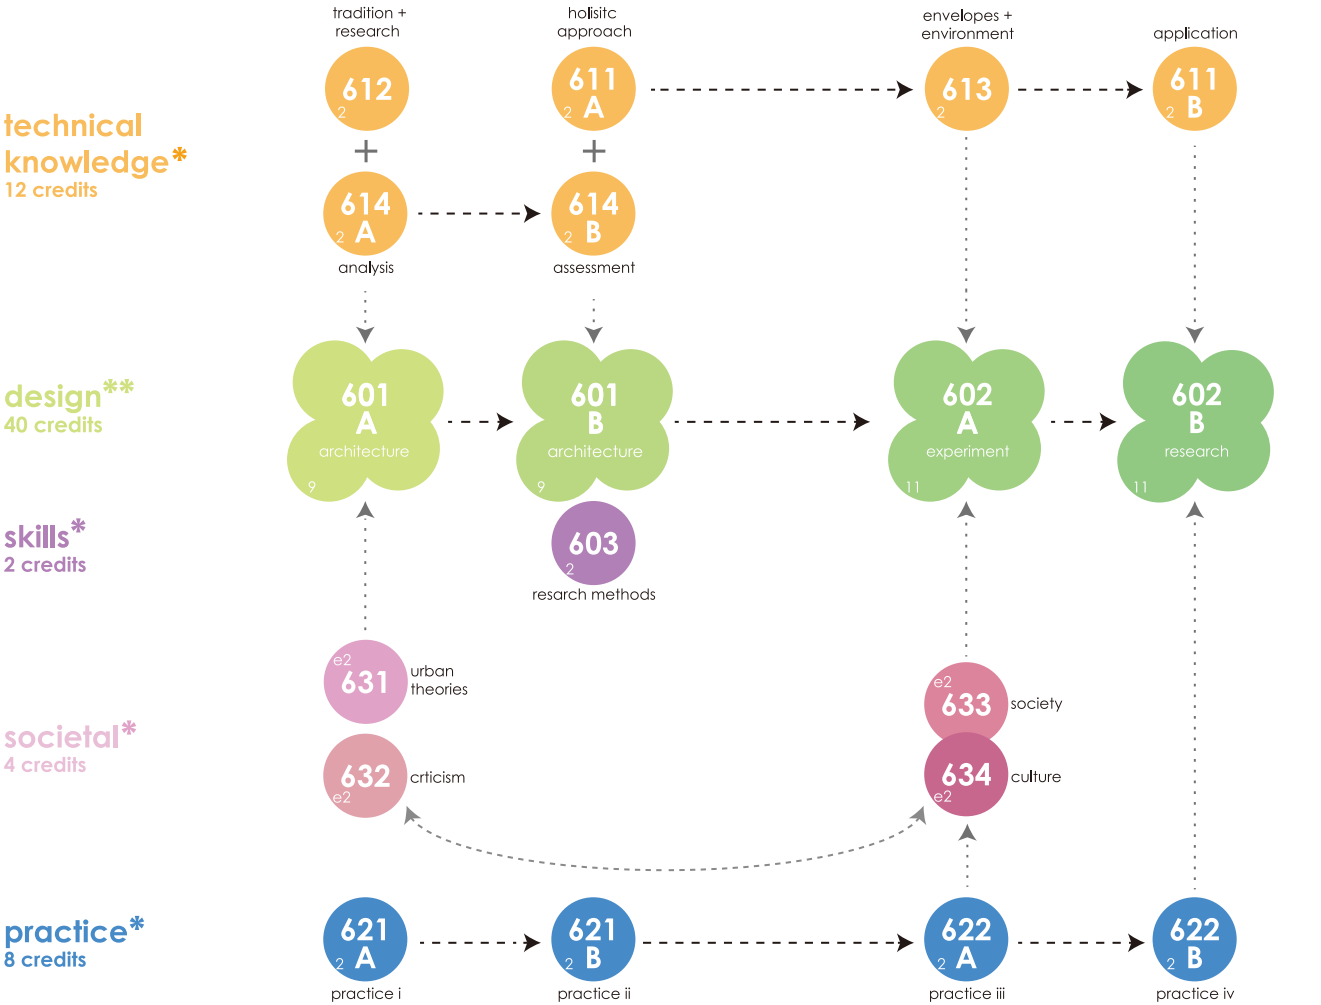 tradition +
research
holisitc
approach
envelopes +
environment
application
612
2
611
A
2
613
2
611
B
2
+
+
technical
knowledge*
12 credits
614
A
2
614
B
2
analysis
assessment
design**
40 credits
601
A
architecture
9
601
B
architecture
9
602
A
experiment
11
602
B
research
11
skills*
2 credits
603
2
resarch methods
societal*
4 credits
e2
631
urban
theories
632
e2
crticism
e2
633
society
634
e2
culture
practice*
8 credits
621
A
2
practice i
621
B
2
practice ii
622
A
2
practice iii
622
B
2
practice iv